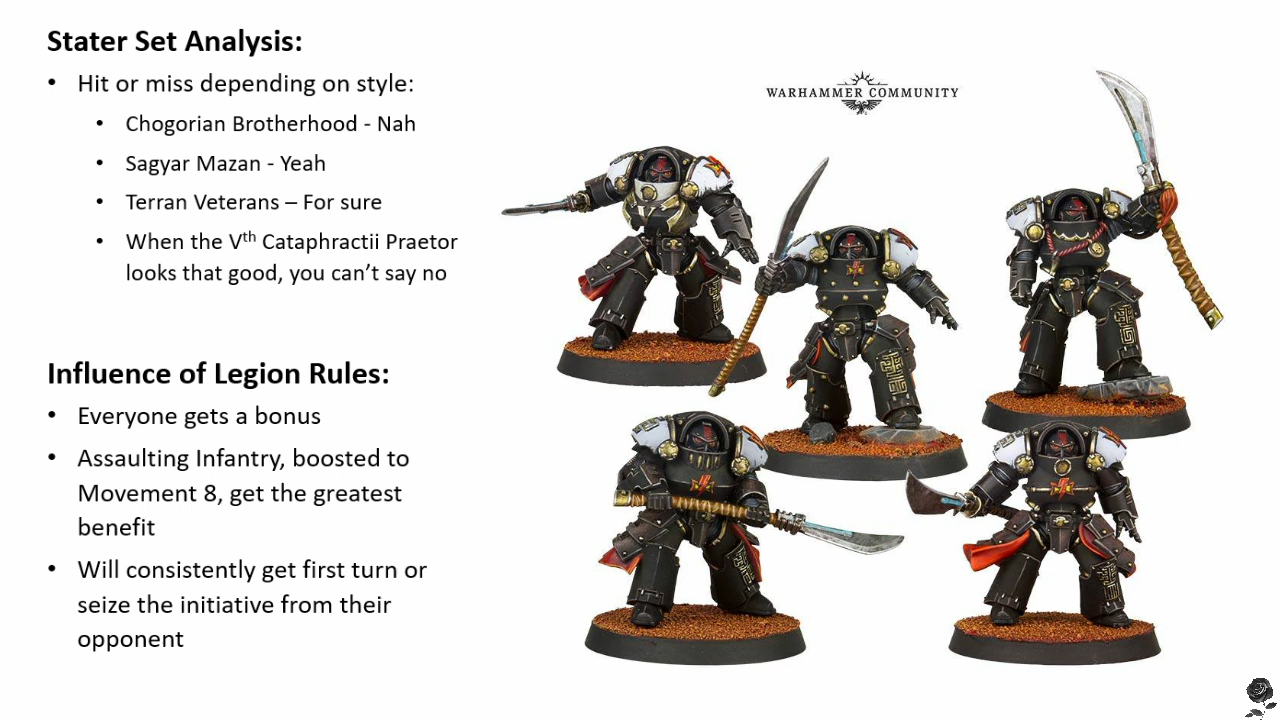 Stater Set Analysis:
• Hit or miss depending on style:
• Chogorian Brotherhood - Nah
• Sagyar Mazan - Yeah
• Terran Veterans – For sure
• When the Vth Cataphractii Praetor
looks that good, you can’t say no
WARHAMMER COMMUNITY
Influence of Legion Rules:
• Everyone gets a bonus
• Assaulting Infantry, boosted to
Movement 8, get the greatest
benefit
• Will consistently get first turn or
seize the initiative from their
opponent